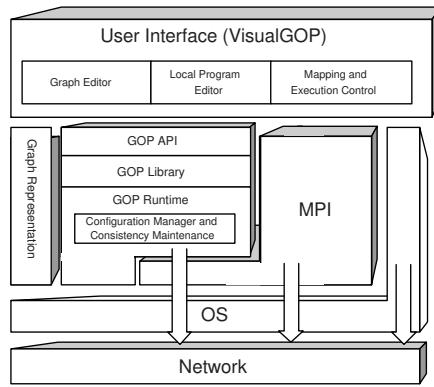 User Interface (VisualGOP)
Graph Editor
Local Program
Editor
Mapping and
Execution Control
Graph Representation
GOP API
GOP Library
GOP Runtime
Configuration Manager and
Consistency Maintenance
MPI
OS
Network